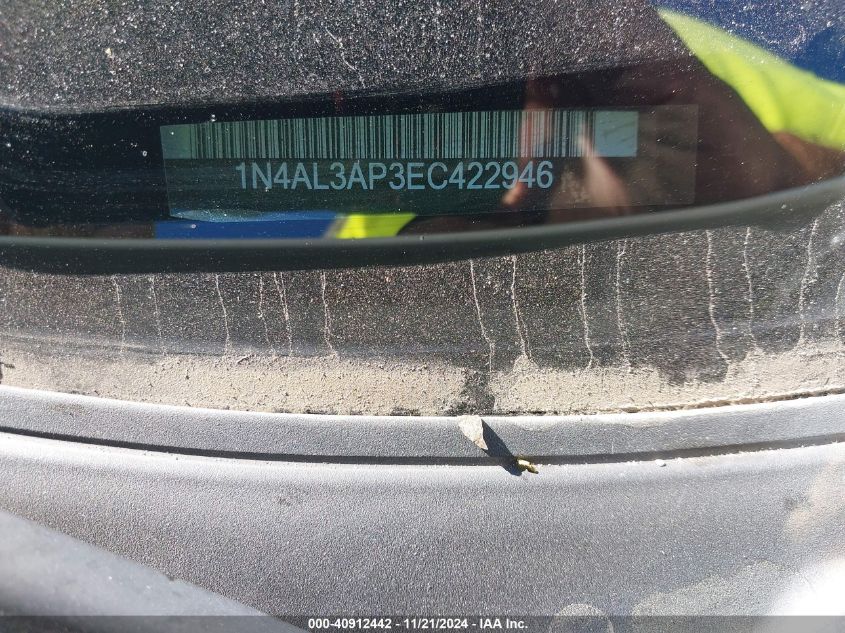 1N4AL3AP3EC422946
000-40912442 • 11/21/2024 • IAA Inc.